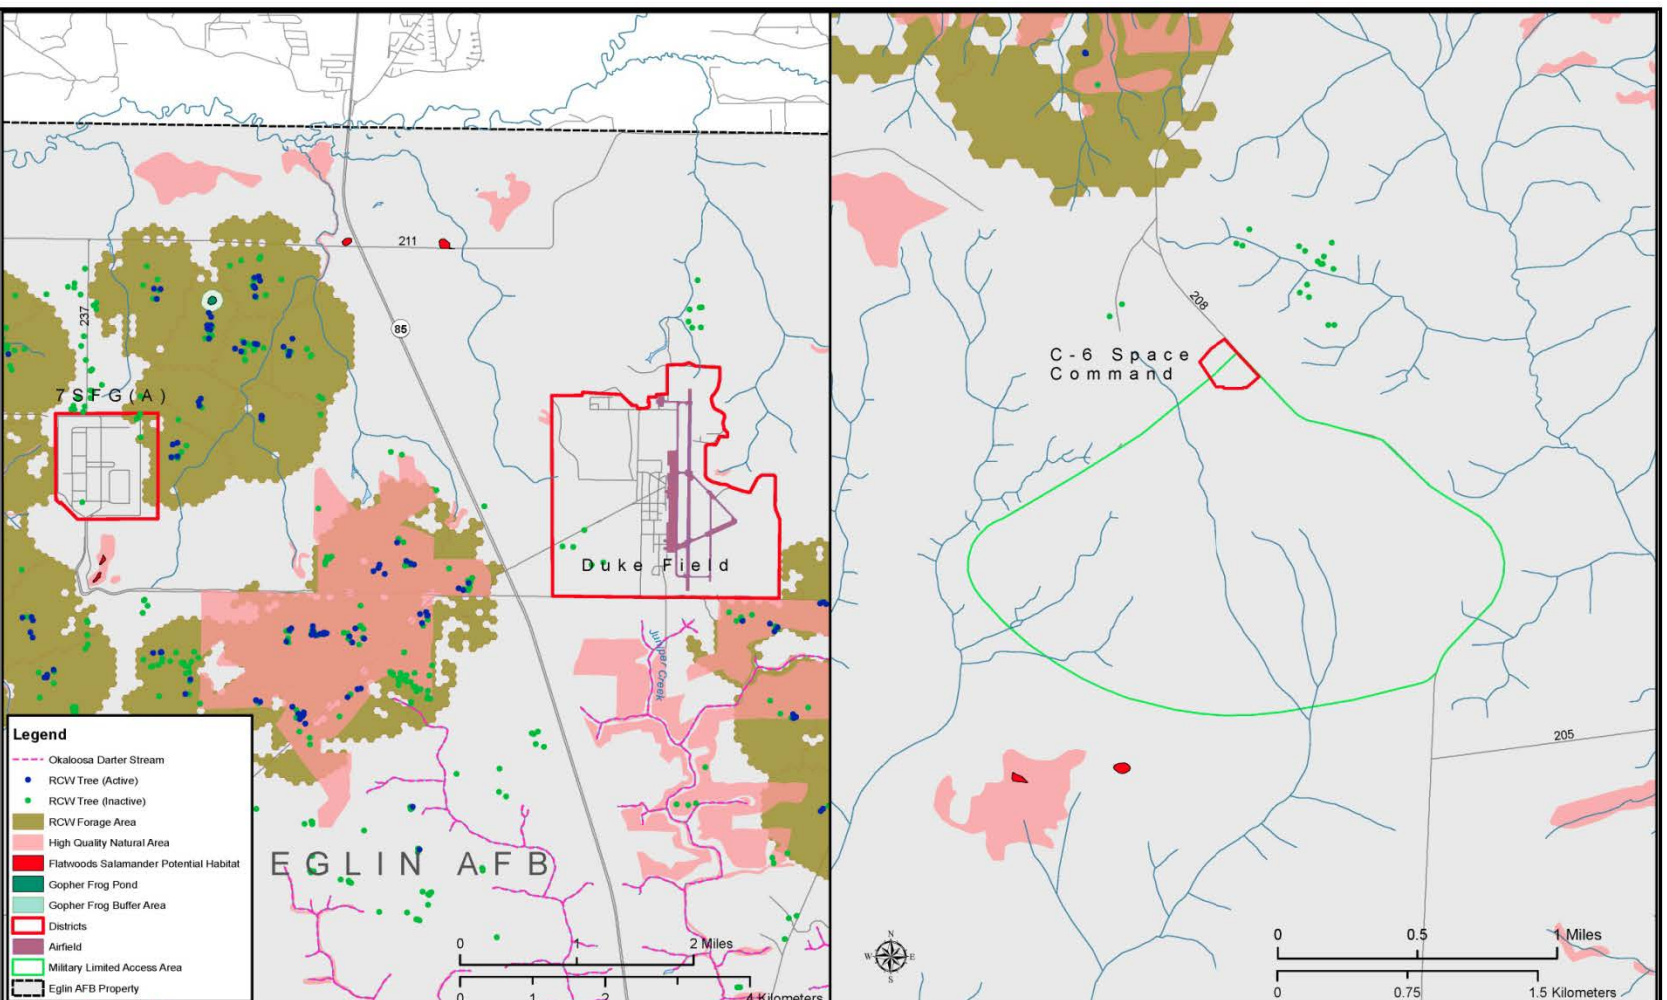 211
237
85
7SFG(A)
Duke Field
Juniper Creek
EGLIN AFB
Legend
Okaloosa Darter Stream
RCW Tree (Active)
RCW Tree (Inactive)
RCW Forage Area
High Quality Natural Area
Flatwoods Salamander Potential Habitat
Gopher Frog Pond
Gopher Frog Buffer Area
Districts
Airfield
Military Limited Access Area
Eglin AFB Property
0 1 2 Miles
0 1 2 4 Kilometers
208
C-6 Space
Command
205
N
W E
S
0 0.5 1 Miles
0 0.75 1.5 Kilometers